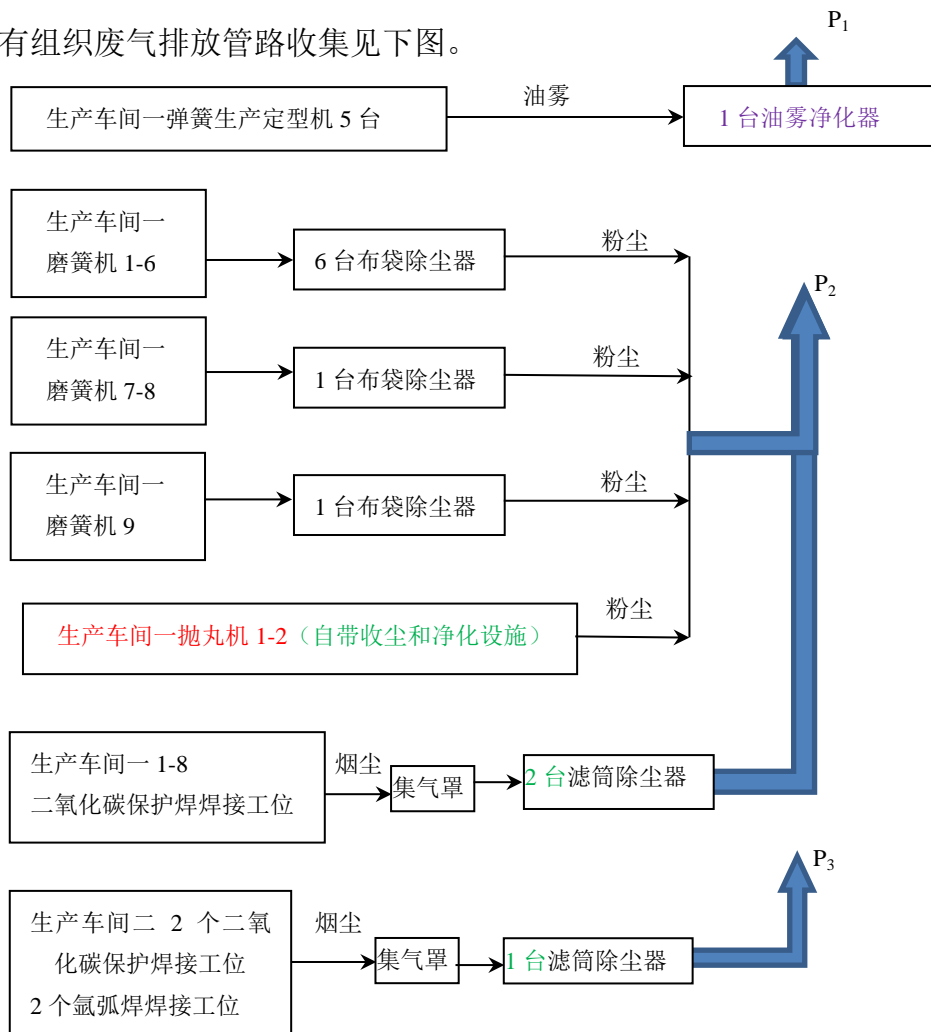 P₁
有组织废气排放管路收集见下图。
油雾
生产车间一弹簧生产定型机 5 台
1 台油雾净化器
生产车间一
磨簧机 1-6
6 台布袋除尘器
粉尘
P₂
生产车间一
磨簧机 7-8
1 台布袋除尘器
粉尘
生产车间一
磨簧机 9
1 台布袋除尘器
粉尘
粉尘
生产车间一抛丸机 1-2（自带收尘和净化设施）
生产车间一 1-8
二氧化碳保护焊焊接工位
烟尘
集气罩
2 台滤筒除尘器
P₃
生产车间二 2 个二氧
化碳保护焊接工位
2 个氩弧焊焊接工位
烟尘
集气罩
1 台滤筒除尘器